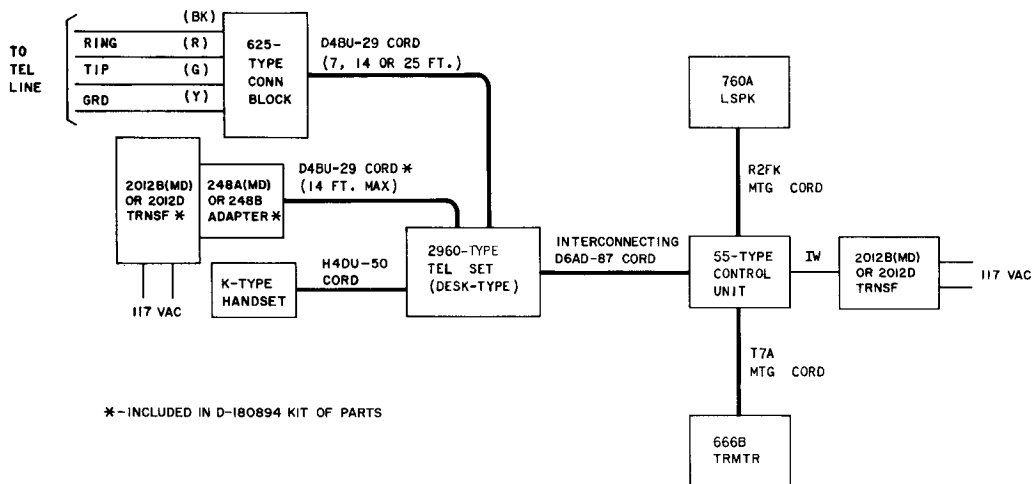 TO
TEL
LINE
(BK)
RING (R)
TIP (G)
GRD (Y)
625-
TYPE
CONN
BLOCK
D4BU-29 CORD
(7, 14 OR 25 FT.)
2012B(MD)
OR 2012D
TRNSF *
248A(MD)
OR 248B
ADAPTER *
D4BU-29 CORD *
(14 FT. MAX)
117 VAC
K-TYPE
HANDSET
H4DU-50
CORD
2960-TYPE
TEL SET
(DESK-TYPE)
INTERCONNECTING
D6AD-87 CORD
760A
LSPK
R2FK
MTG CORD
55-TYPE
CONTROL
UNIT
IW
2012B(MD)
OR 2012D
TRNSF
117 VAC
T7A
MTG CORD
666B
TRMTR
*-INCLUDED IN D-180894 KIT OF PARTS